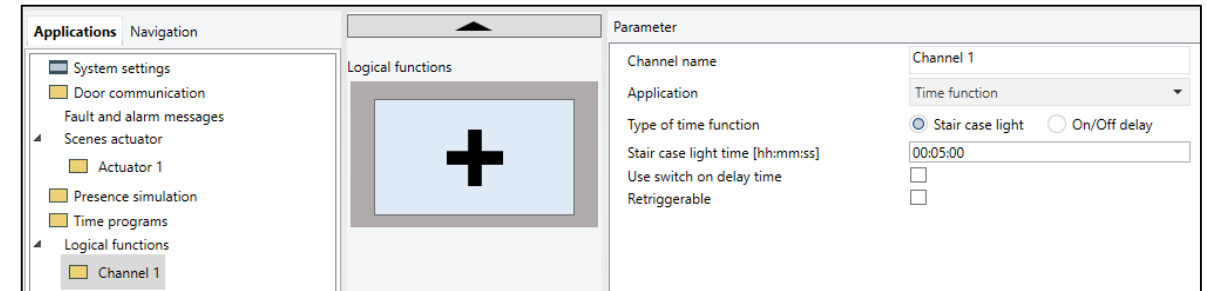 Applications Navigation
System settings
Door communication
Fault and alarm messages
Scenes actuator
Actuator 1
Presence simulation
Time programs
Logical functions
Channel 1
Logical functions
Parameter
Channel name Channel 1
Application Time function
Type of time function Stair case light On/Off delay
Stair case light time [hh:mm:ss] 00:05:00
Use switch on delay time
Retriggerable